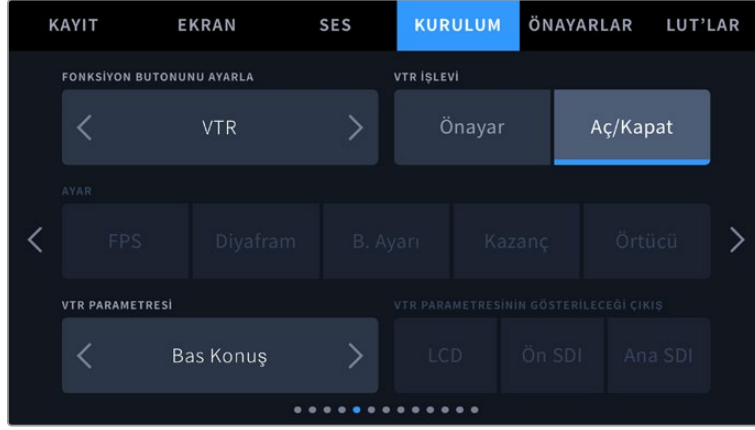 KAYIT EKRAN SES KURULUM ÖNAYARLAR LUT’LAR
FONKSİYON BUTONUNU AYARLA VTR İŞLEVİ
VTR Önayar Aç/Kapat
AYAR
FPS Diyafram B. Ayarı Kazanç Örtücü
VTR PARAMETRESİ VTR PARAMETRESİNİN GÖSTERİLECEĞİ ÇIKIŞ
Bas Konuş LCD Ön SDI Ana SDI